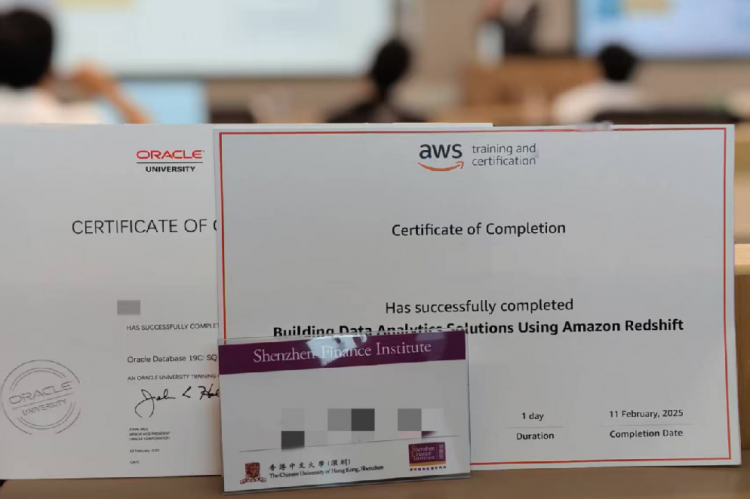 ORACLE
UNIVERSITY
CERTIFICATE OF
HAS SUCCESSFULLY
Oracle Database 19C:
AN ORACLE UNIVERSITY TRAINING
ORACLE
UNIVERSITY
aws training and
certification
Certificate of Completion
Has successfully completed
Building Data Analytics Solutions Using Amazon Redshift
1 day
Duration
11 February, 2025
Completion Date
Shenzhen Finance Institute
香港中文大學(深圳)
The Chinese University of Hong Kong, Shenzhen
Shenzhen
Finance
Institute